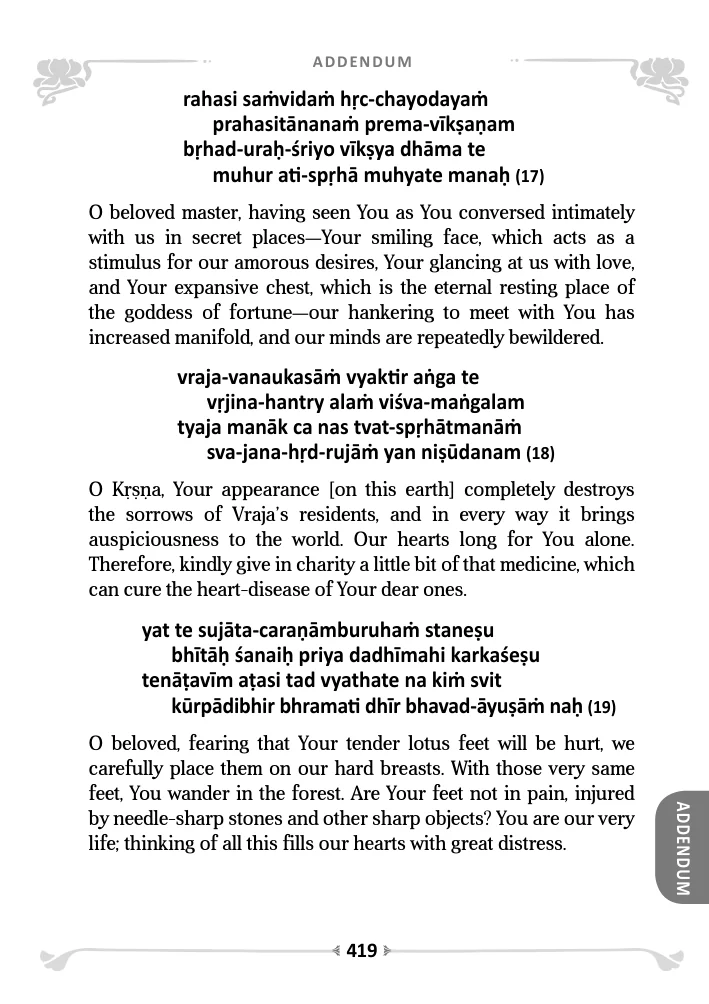 ADDENDUM
rahasi saṁvidaṁ hṛc-chayodayaṁ
prahasitānanaṁ prema-vīkṣaṇam
bṛhad-uraḥ-śriyo vīkṣya dhāma te
muhur ati-spṛhā muhyate manaḥ (17)
O beloved master, having seen You as You conversed intimately
with us in secret places—Your smiling face, which acts as a
stimulus for our amorous desires, Your glancing at us with love,
and Your expansive chest, which is the eternal resting place of
the goddess of fortune—our hankering to meet with You has
increased manifold, and our minds are repeatedly bewildered.
vraja-vanaukasāṁ vyaktir aṅga te
vṛjina-hantry alaṁ viśva-maṅgalam
tyaja manāk ca nas tvat-spṛhātmanāṁ
sva-jana-hṛd-rujāṁ yan niṣūdanam (18)
O Kṛṣṇa, Your appearance [on this earth] completely destroys
the sorrows of Vraja’s residents, and in every way it brings
auspiciousness to the world. Our hearts long for You alone.
Therefore, kindly give in charity a little bit of that medicine, which
can cure the heart-disease of Your dear ones.
yat te sujāta-caraṇāmburuhaṁ staneṣu
bhītāḥ śanaiḥ priya dadhīmahi karkaśeṣu
tenāṭavīm aṭasi tad vyathate na kiṁ svit
kūrpādibhir bhramati dhīr bhavad-āyuṣāṁ naḥ (19)
O beloved, fearing that Your tender lotus feet will be hurt, we
carefully place them on our hard breasts. With those very same
feet, You wander in the forest. Are Your feet not in pain, injured
by needle-sharp stones and other sharp objects? You are our very
life; thinking of all this fills our hearts with great distress.
ADDENDUM
419